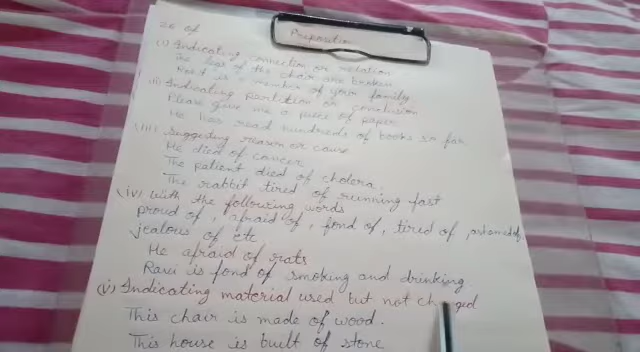 Preposition
20 of
(i) Indicating connection or relation
The legs of the chair are broken
is a member of your family
(ii) Indicating partition or conclusion
Please give me a piece of paper
He has read hundreds of books so far
(iii) Suggesting reason or cause
He died of cancer
The patient died of cholera.
The rabbit tired of running fast
(iv) With the following words
proud of, afraid of, fond of, tired of, ashamed of,
jealous of etc
He afraid of rats
Ravi is fond of smoking and drinking.
(v) Indicating material used but not changed
This chair is made of wood.
This house is built of stone